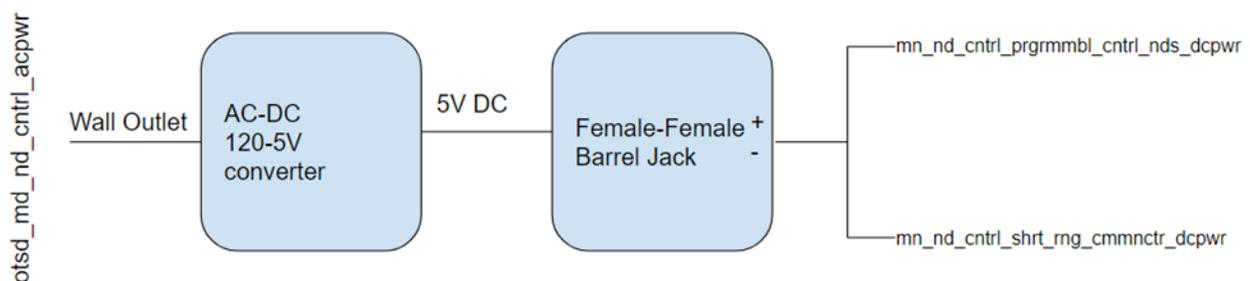 otsd_md_nd_cntrl_acpwr
Wall Outlet
AC-DC
120-5V
converter
5V DC
Female-Female
Barrel Jack
+
-
mn_nd_cntrl_prgrmmbl_cntrl_nds_dcpwr
mn_nd_cntrl_shrt_rng_cmmnctr_dcpwr